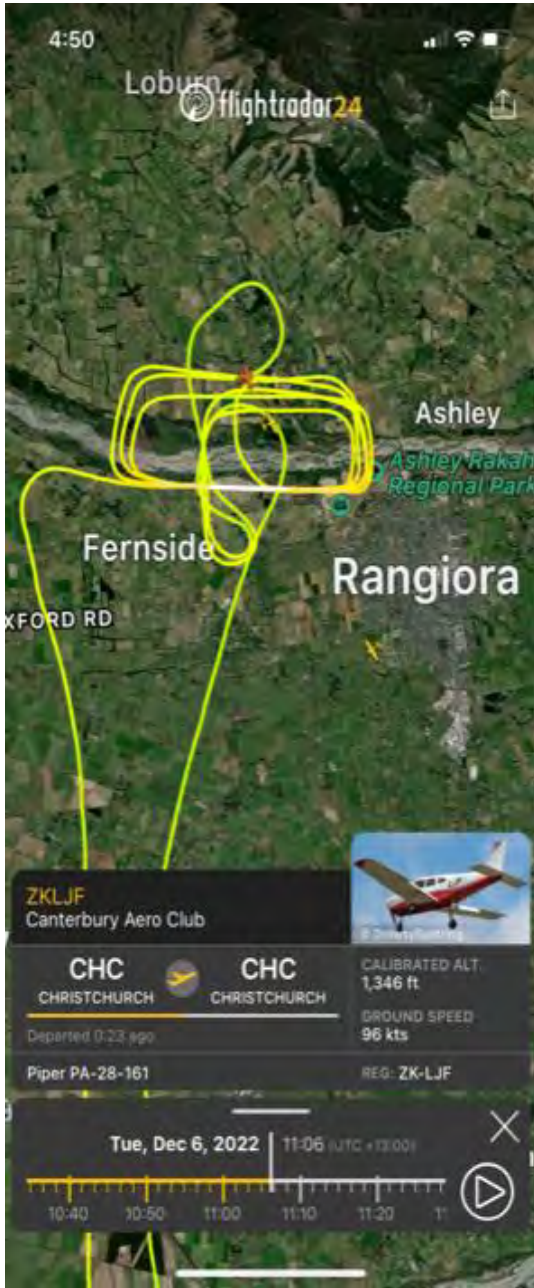 4:50
Loburn
flightradar24
Ashley
Ashley Rakah
Regional Park
Fernside
Rangiora
XFORD RD
ZKLJF
Canterbury Aero Club
CHC
CHRISTCHURCH
CHC
CHRISTCHURCH
CALIBRATED ALT.
1,346 ft
Departed 0:23 ago
GROUND SPEED
96 kts
Piper PA-28-161
REG: ZK-LJF
Tue, Dec 6, 2022
11:06 (UTC +13:00)
10:40
10:50
11:00
11:10
11:20